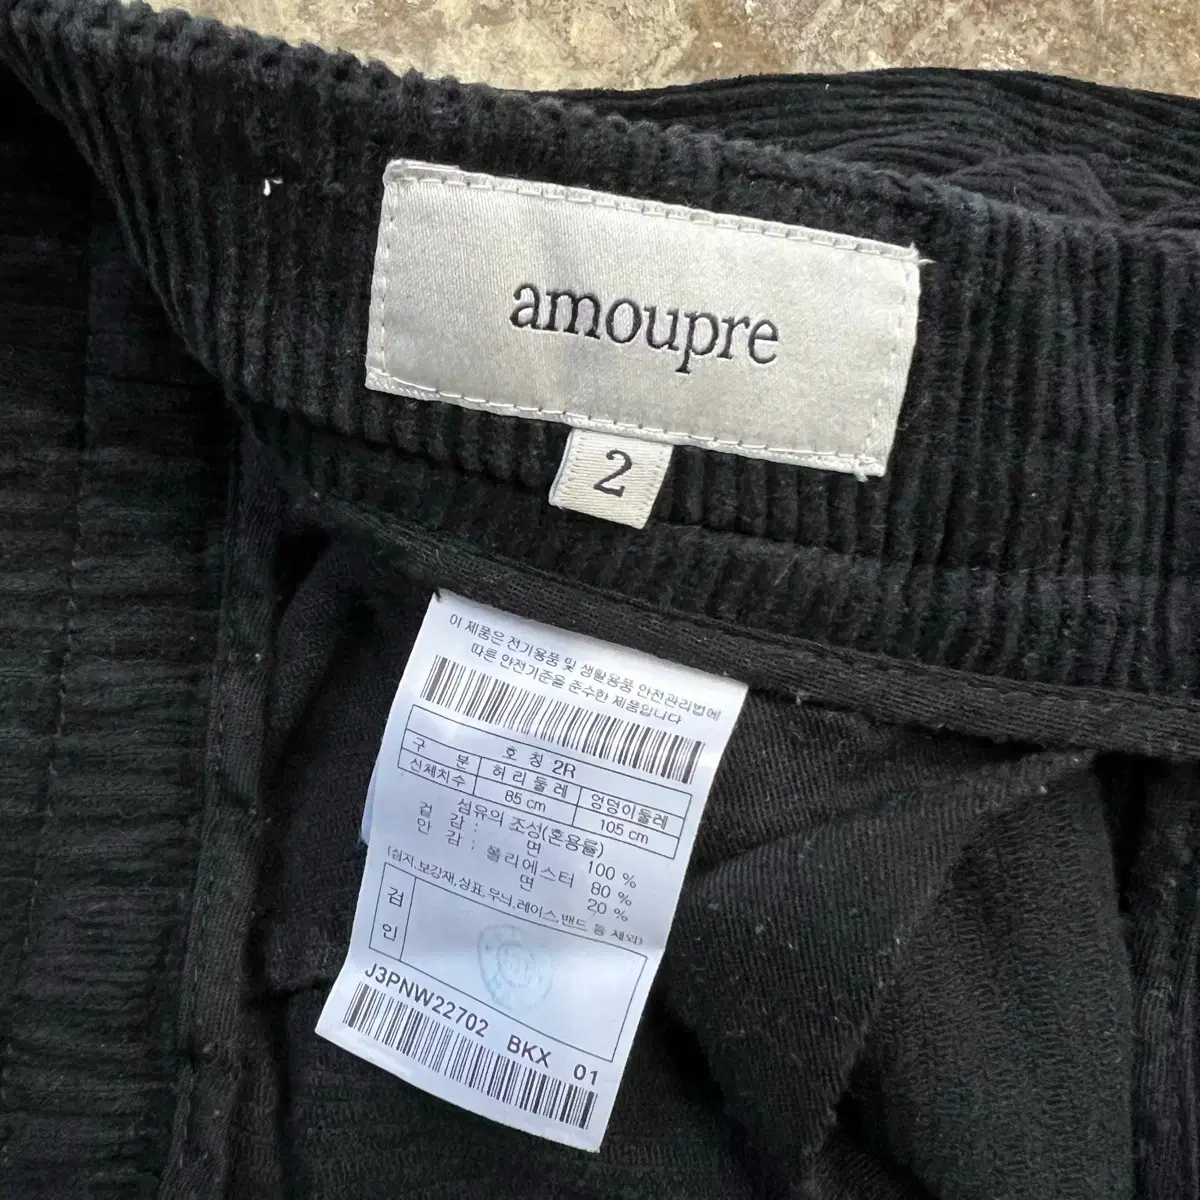 amoupre
2
이 제품은 전기용품 및 생활용품 안전관리법에
따른 안전기준을 준수한 제품입니다
구 분 호 칭 2R
신체치수 허리둘레 엉덩이둘레
85 cm 105 cm
섬유의 조성(혼용률)
겉 감 : 면 100 %
안 감 : 폴리에스터 80 %
면 20 %
(심지,보강재,상표,무늬,레이스,밴드 등 제외)
검 인
J3PNW22702 BKX 01